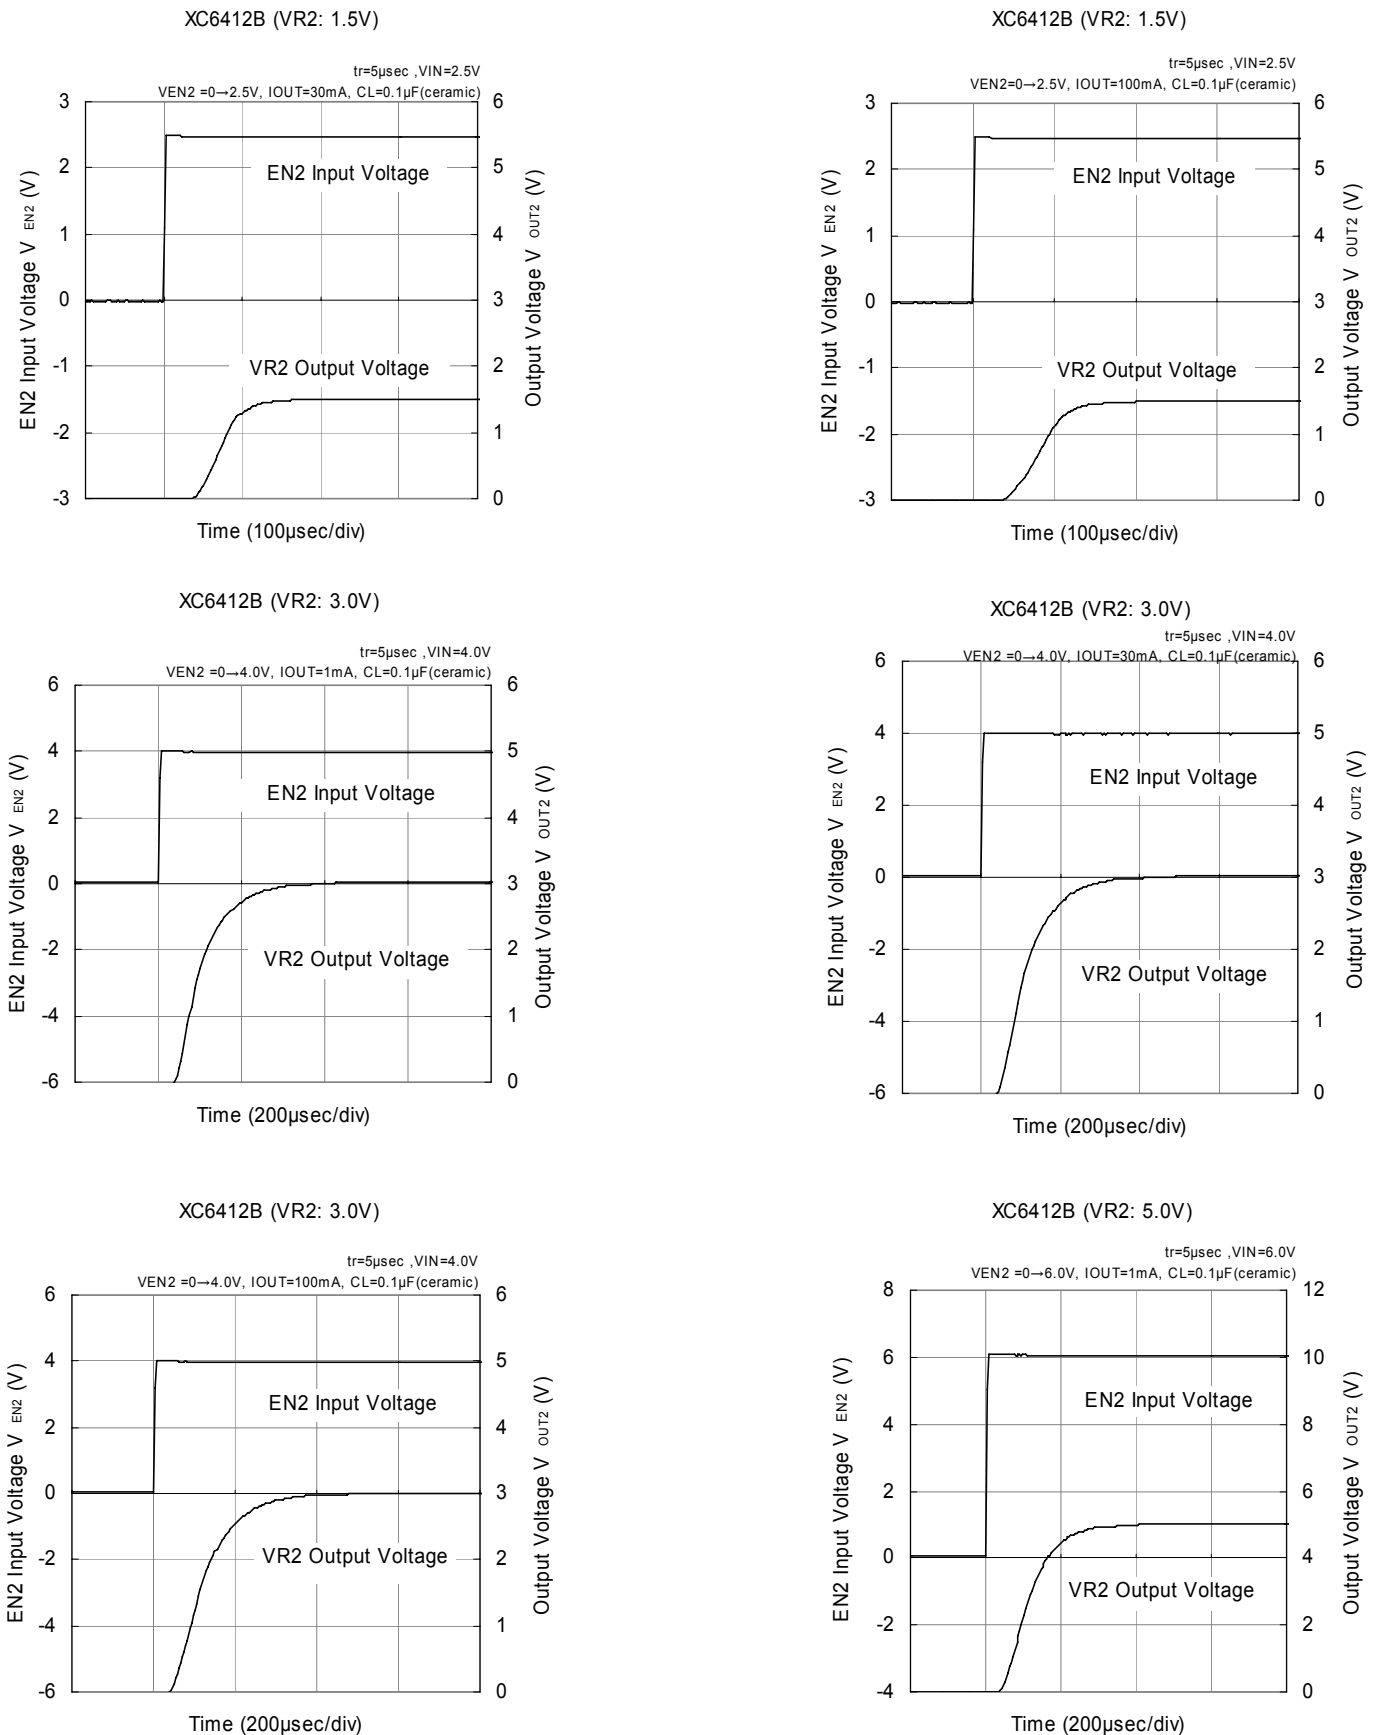 XC6412B (VR2: 1.5V)
tr=5μsec ,VIN=2.5V
VEN2 =0→2.5V, IOUT=30mA, CL=0.1μF(ceramic)
3
2
1
0
-1
-2
-3
6
5
4
3
2
1
0
EN2 Input Voltage V EN2 (V)
Output Voltage V OUT2 (V)
EN2 Input Voltage
VR2 Output Voltage
Time (100μsec/div)
XC6412B (VR2: 1.5V)
tr=5μsec ,VIN=2.5V
VEN2=0→2.5V, IOUT=100mA, CL=0.1μF(ceramic)
3
2
1
0
-1
-2
-3
6
5
4
3
2
1
0
EN2 Input Voltage V EN2 (V)
Output Voltage V OUT2 (V)
EN2 Input Voltage
VR2 Output Voltage
Time (100μsec/div)
XC6412B (VR2: 3.0V)
tr=5μsec ,VIN=4.0V
VEN2 =0→4.0V, IOUT=1mA, CL=0.1μF(ceramic)
6
4
2
0
-2
-4
-6
6
5
4
3
2
1
0
EN2 Input Voltage V EN2 (V)
Output Voltage V OUT2 (V)
EN2 Input Voltage
VR2 Output Voltage
Time (200μsec/div)
XC6412B (VR2: 3.0V)
tr=5μsec ,VIN=4.0V
VEN2 =0→4.0V, IOUT=30mA, CL=0.1μF(ceramic)
6
4
2
0
-2
-4
-6
6
5
4
3
2
1
0
EN2 Input Voltage V EN2 (V)
Output Voltage V OUT2 (V)
EN2 Input Voltage
VR2 Output Voltage
Time (200μsec/div)
XC6412B (VR2: 3.0V)
tr=5μsec ,VIN=4.0V
VEN2 =0→4.0V, IOUT=100mA, CL=0.1μF(ceramic)
6
4
2
0
-2
-4
-6
6
5
4
3
2
1
0
EN2 Input Voltage V EN2 (V)
Output Voltage V OUT2 (V)
EN2 Input Voltage
VR2 Output Voltage
Time (200μsec/div)
XC6412B (VR2: 5.0V)
tr=5μsec ,VIN=6.0V
VEN2 =0→6.0V, IOUT=1mA, CL=0.1μF(ceramic)
8
6
4
2
0
-2
-4
12
10
8
6
4
2
0
EN2 Input Voltage V EN2 (V)
Output Voltage V OUT2 (V)
EN2 Input Voltage
VR2 Output Voltage
Time (200μsec/div)